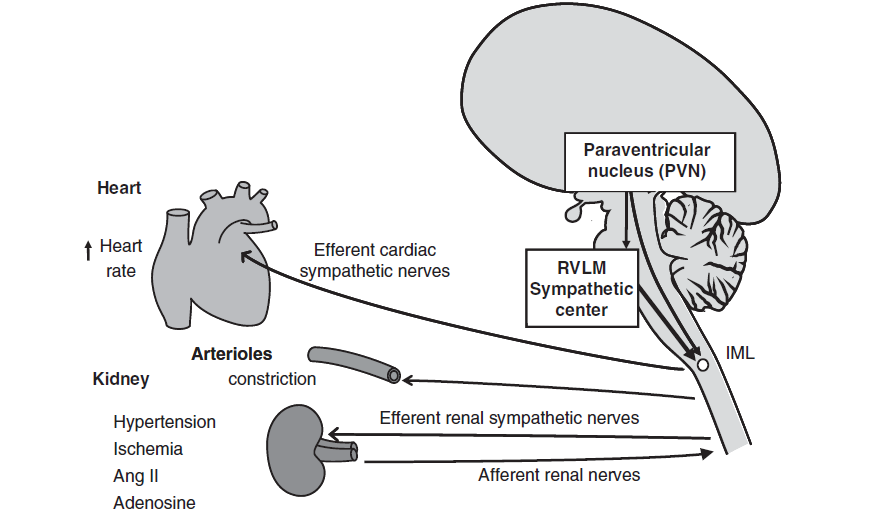 Paraventricular
nucleus (PVN)
Heart
Heart
rate
Efferent cardiac
sympathetic nerves
RVLM
Sympathetic
center
IML
Arterioles
constriction
Kidney
Hypertension
Ischemia
Ang II
Adenosine
Efferent renal sympathetic nerves
Afferent renal nerves